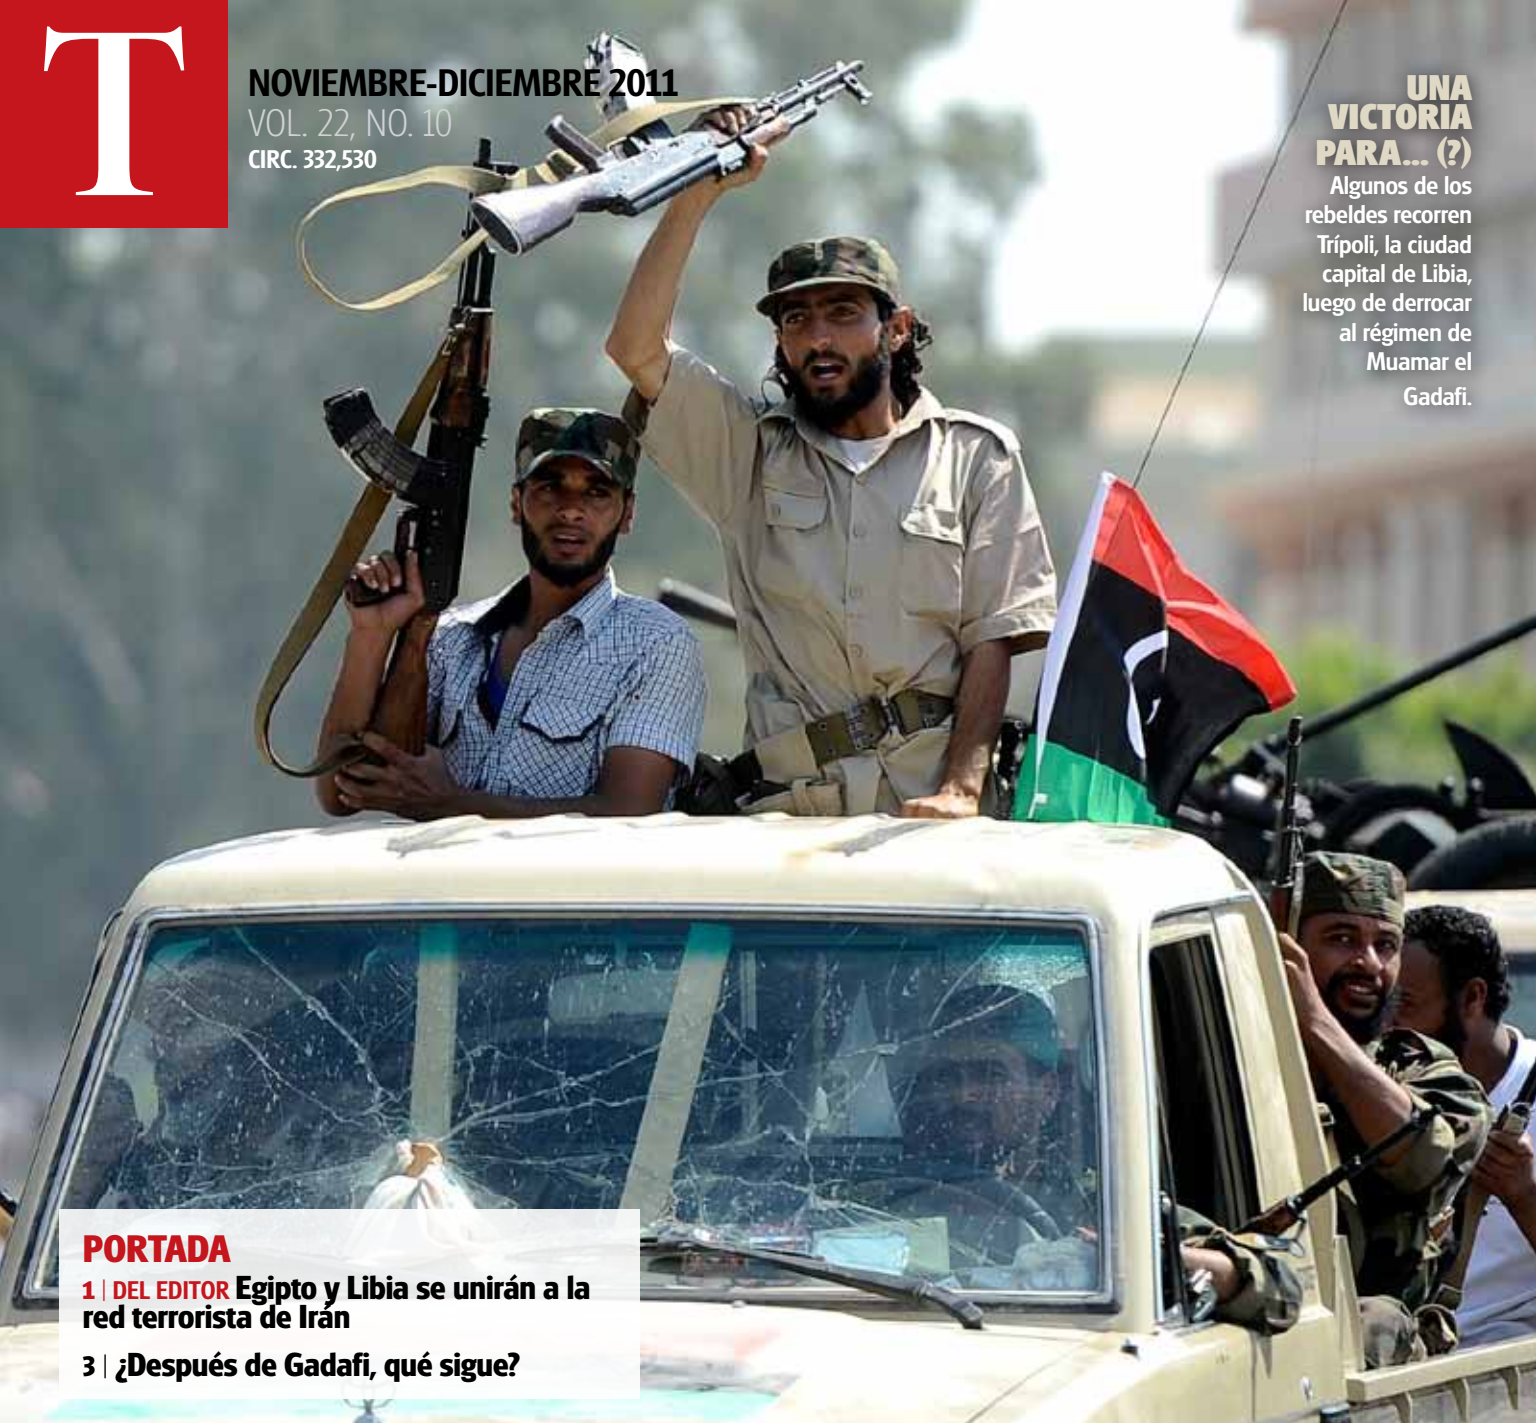 T
NOVIEMBRE-DICIEMBRE 2011
VOL. 22, NO. 10
CIRC. 332,530
UNA
VICTORIA
PARA... (?)
Algunos de los
rebeldes recorren
Trípoli, la ciudad
capital de Libia,
luego de derrocar
al régimen de
Muamar el
Gadafi.
PORTADA
1 | DEL EDITOR Egipto y Libia se unirán a la
red terrorista de Irán
3 | ¿Después de Gadafi, qué sigue?